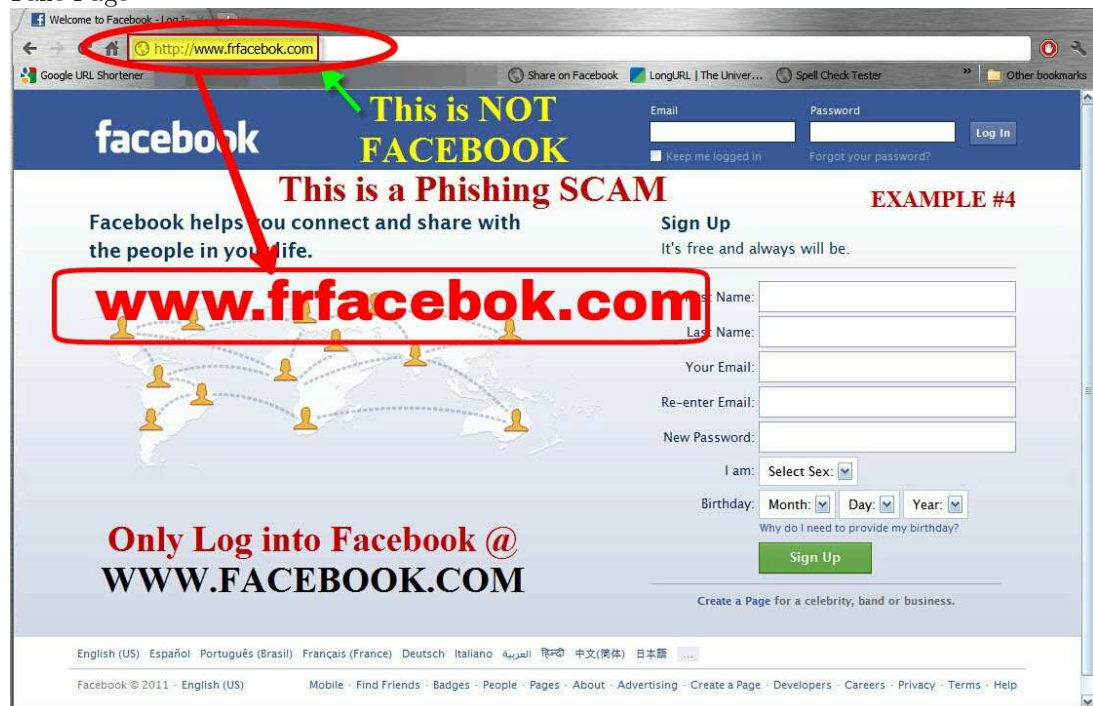 Welcome to Facebook - Log In
http://www.frfacebok.com
Google URL Shortener
Share on Facebook
LongURL | The Univer...
Spell Check Tester
»
Other bookmarks
facebook
This is NOT
FACEBOOK
Email
Password
Log In
Keep me logged in
Forgot your password?
This is a Phishing SCAM
EXAMPLE #4
Facebook helps you connect and share with
the people in your life.
Sign Up
It's free and always will be.
www.frfacebok.com
First Name:
Last Name:
Your Email:
Re-enter Email:
New Password:
I am: Select Sex:
Birthday: Month: Day: Year:
Why do I need to provide my birthday?
Sign Up
Only Log into Facebook @
WWW.FACEBOOK.COM
Create a Page for a celebrity, band or business.
English (US) Español Português (Brasil) Français (France) Deutsch Italiano العربية हिन्दी 中文(简体) 日本語 ...
Facebook © 2011 · English (US)
Mobile · Find Friends · Badges · People · Pages · About · Advertising · Create a Page · Developers · Careers · Privacy · Terms · Help